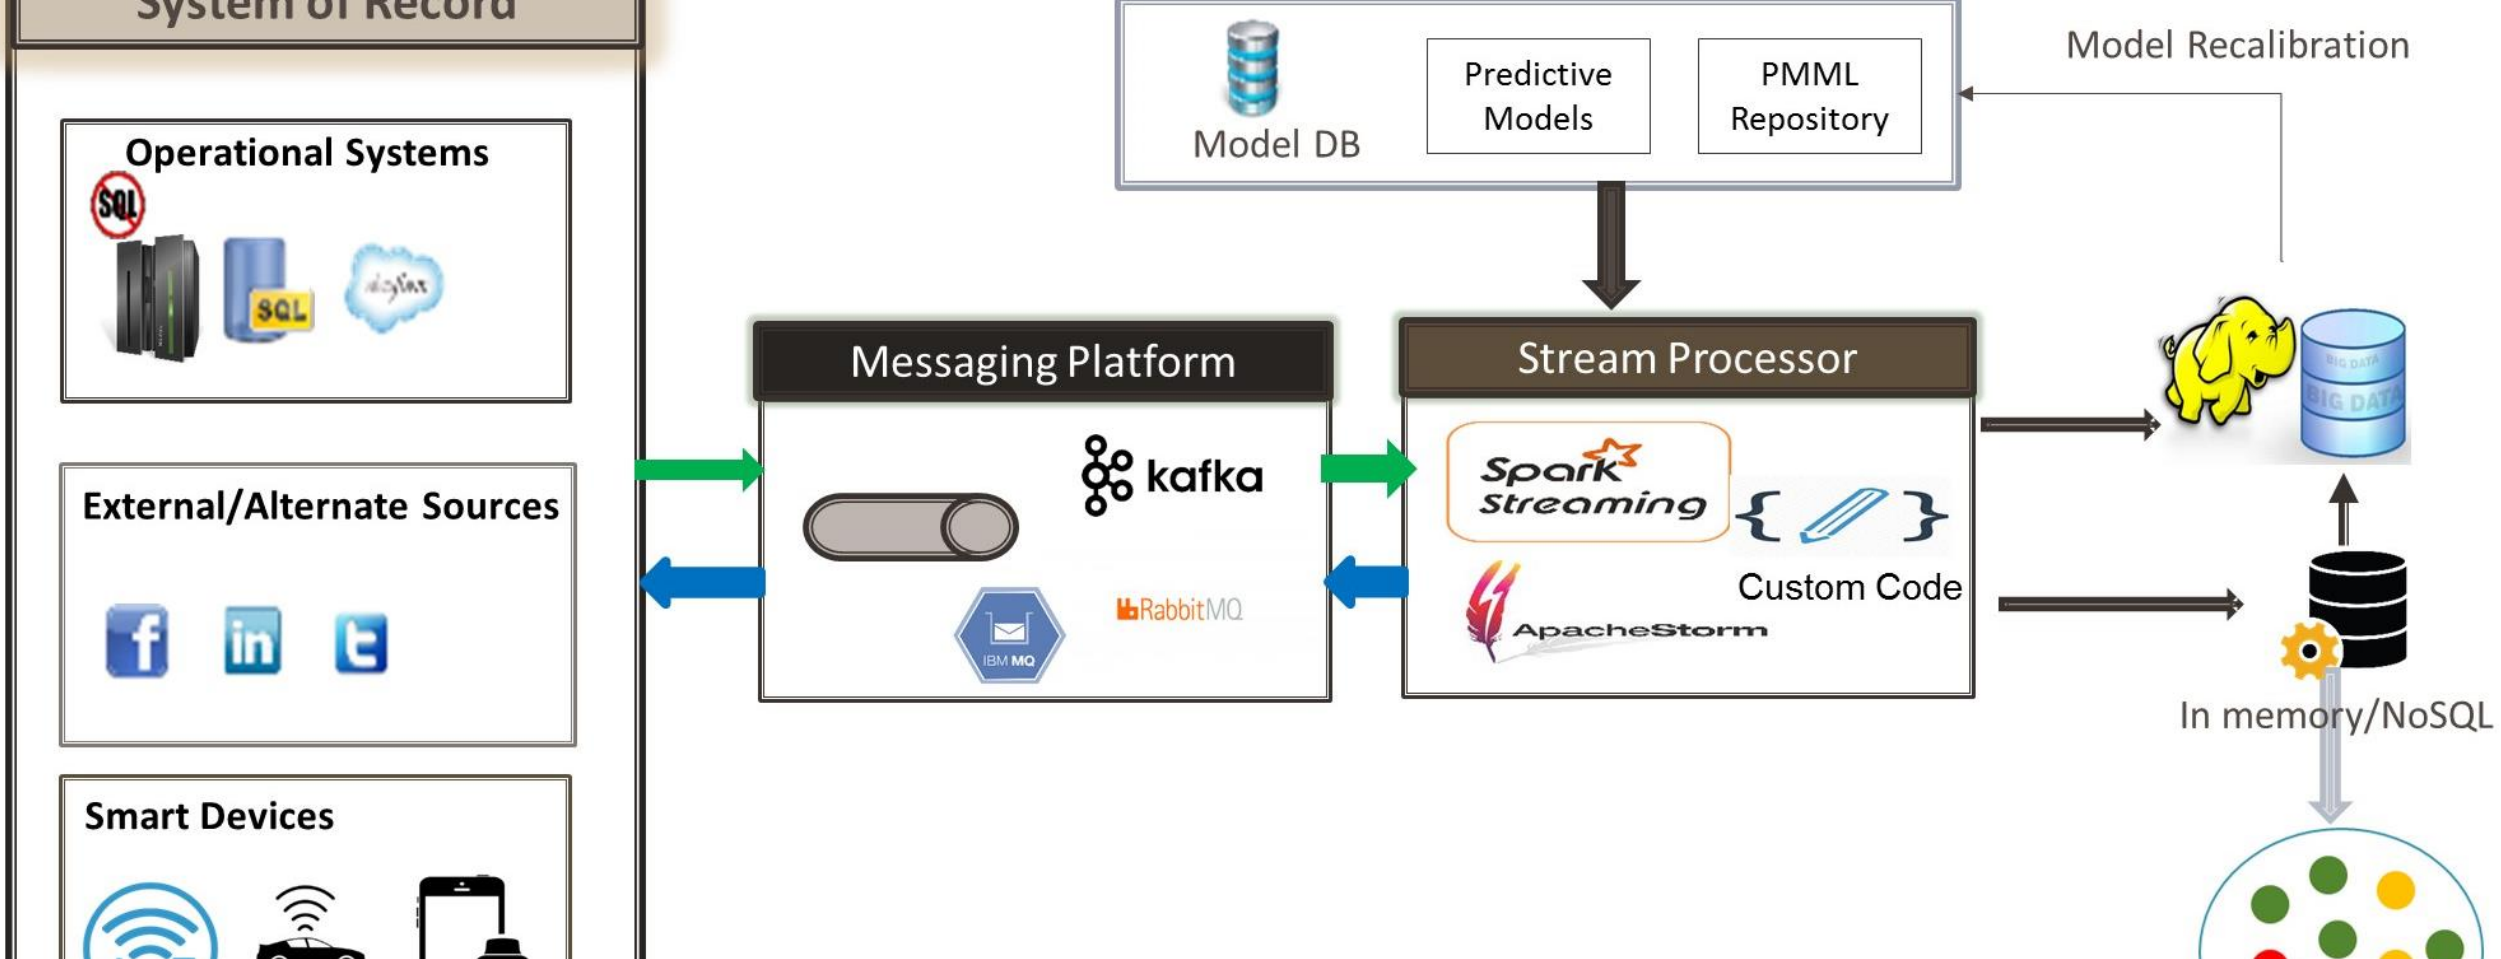 System of Record
Operational Systems
SQL
SQL
External/Alternate Sources
f
in
t
Smart Devices
Model DB
Predictive
Models
PMML
Repository
Model Recalibration
Messaging Platform
kafka
IBM MQ
RabbitMQ
Stream Processor
Spark
Streaming
{ }
Custom Code
ApacheStorm
BIG DATA
BIG DATA
In memory/NoSQL